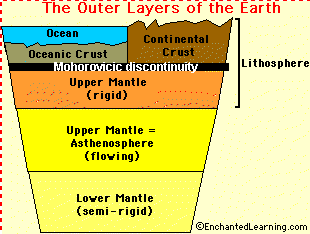 The Outer Layers of the Earth
Ocean
Continental
Crust
Oceanic Crust
Mohorovicic discontinuity
Lithosphere
Upper Mantle
(rigid)
Upper Mantle =
Asthenosphere
(flowing)
Lower Mantle
(semi-rigid)
©EnchantedLearning.com